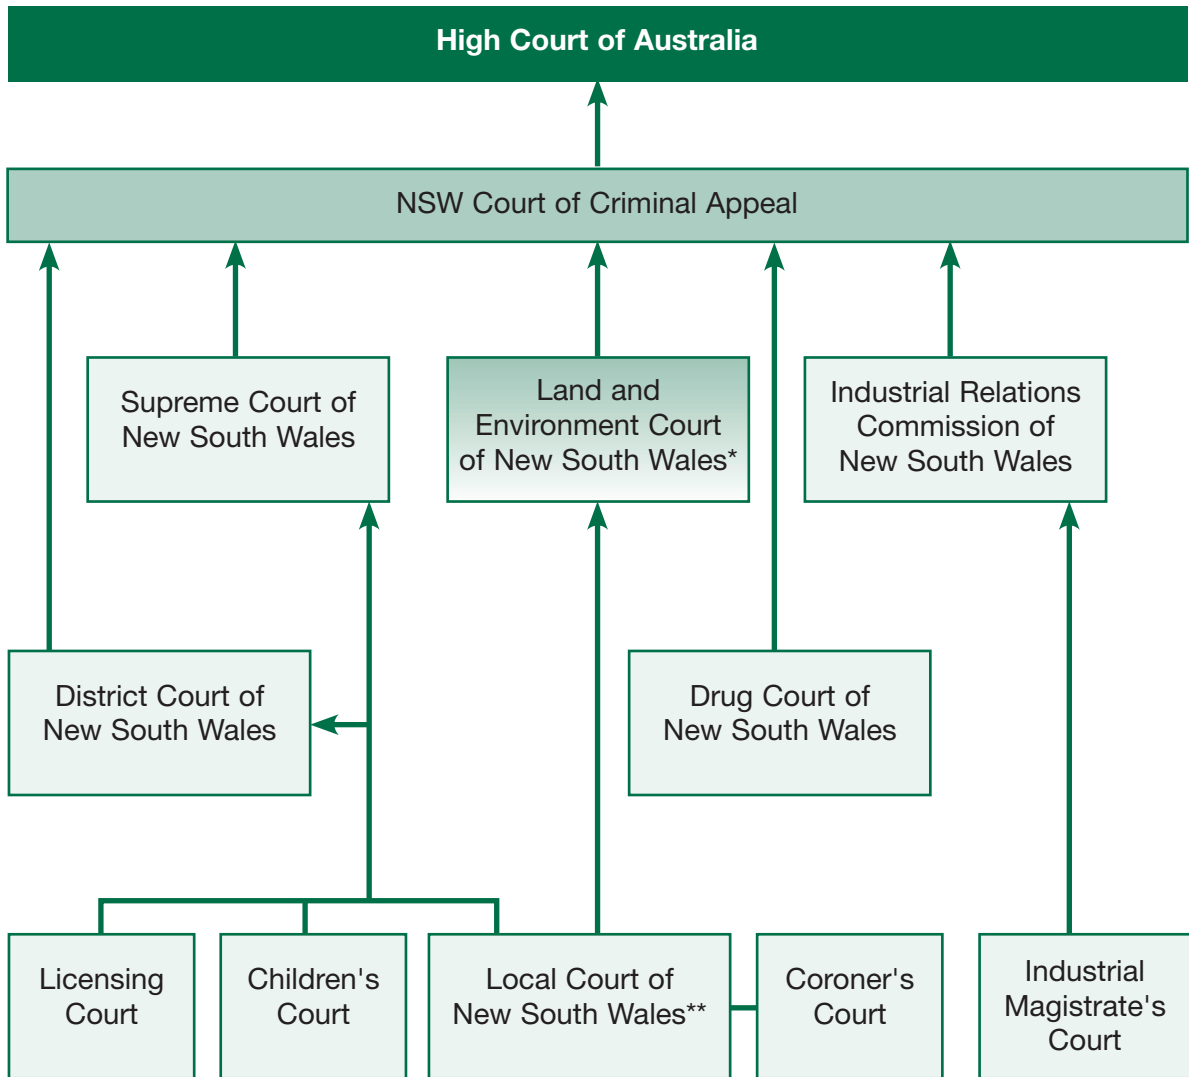 High Court of Australia
NSW Court of Criminal Appeal
Supreme Court of
New South Wales
Land and
Environment Court
of New South Wales*
Industrial Relations
Commission of
New South Wales
District Court of
New South Wales
Drug Court of
New South Wales
Licensing
Court
Children's
Court
Local Court of
New South Wales**
Coroner's
Court
Industrial
Magistrate's
Court